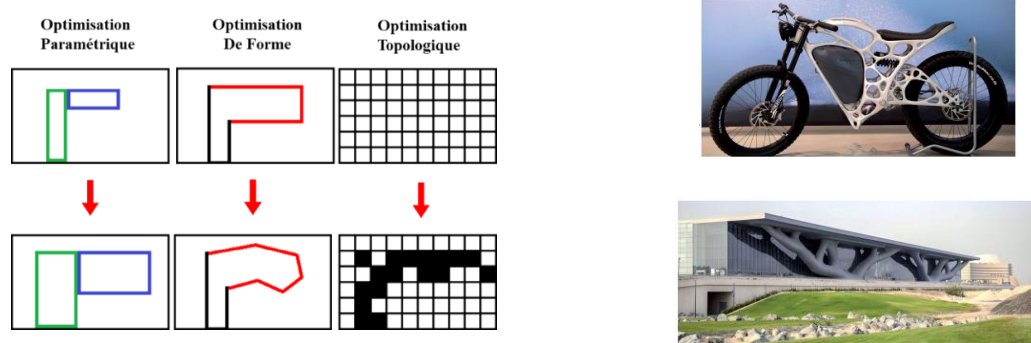 Optimisation
Paramétrique
Optimisation
De Forme
Optimisation
Topologique